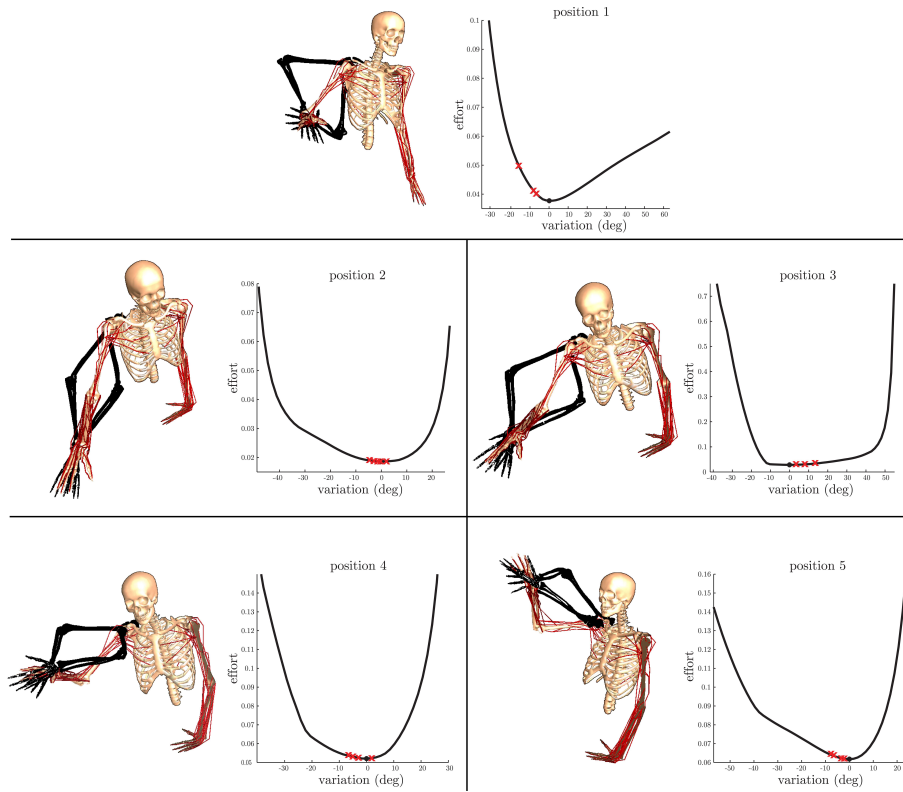 position 1
effort
0.1
0.09
0.08
0.07
0.06
0.05
0.04
-30 -20 -10 0 10 20 30 40 50 60
variation (deg)
position 2
effort
0.08
0.07
0.06
0.05
0.04
0.03
0.02
-40 -20 0 20
variation (deg)
position 3
effort
0.7
0.6
0.5
0.4
0.3
0.2
0.1
0
-40 -30 -20 -10 0 10 20 30 40 50
variation (deg)
position 4
effort
0.14
0.13
0.12
0.11
0.1
0.09
0.08
0.07
0.06
0.05
-30 -20 -10 0 10 20 30
variation (deg)
position 5
effort
0.16
0.15
0.14
0.13
0.12
0.11
0.1
0.09
0.08
0.07
0.06
-50 -40 -30 -20 -10 0 10 20
variation (deg)